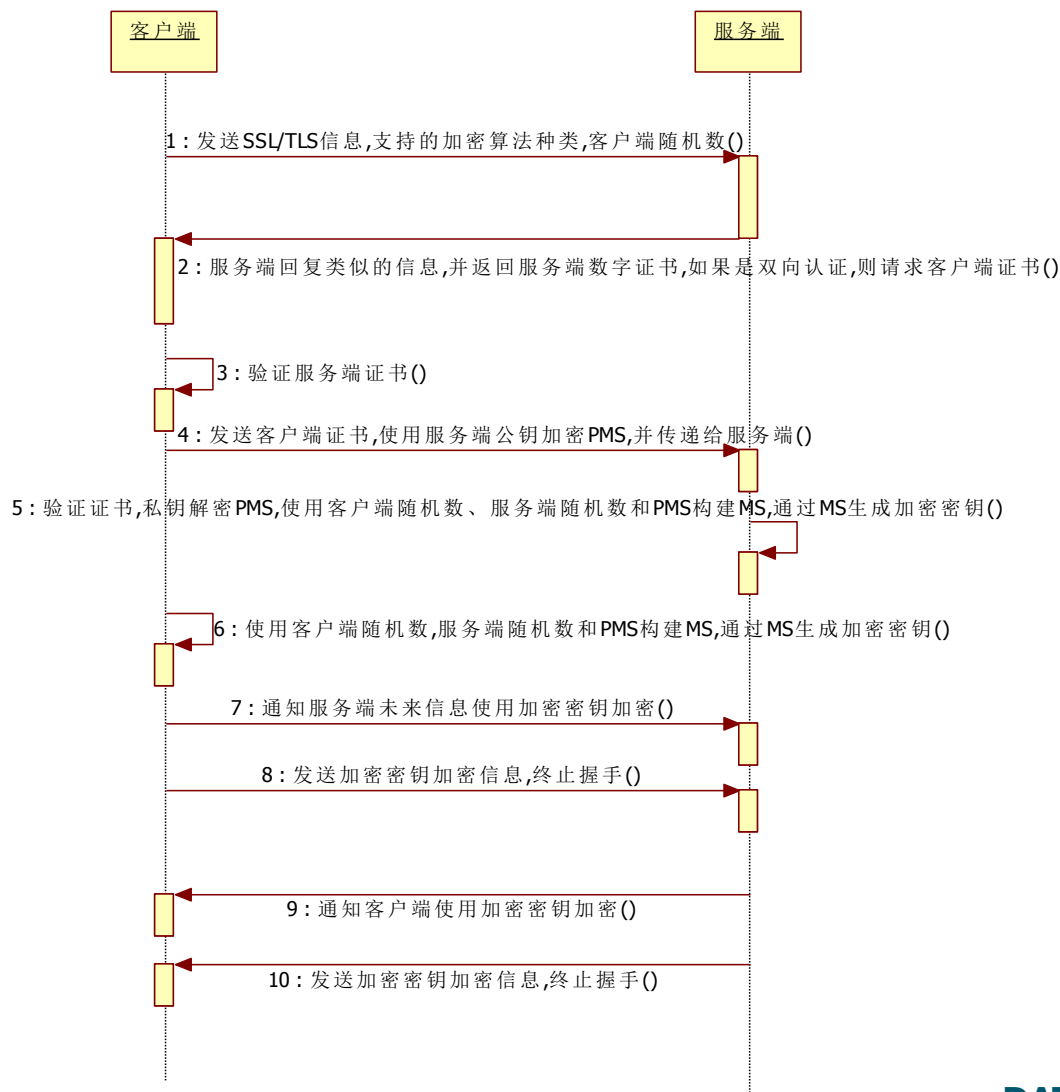 客户端
服务端
1 : 发送SSL/TLS信息,支持的加密算法种类,客户端随机数()
2 : 服务端回复类似的信息,并返回服务端数字证书,如果是双向认证,则请求客户端证书()
3 : 验证服务端证书()
4 : 发送客户端证书,使用服务端公钥加密PMS,并传递给服务端()
5 : 验证证书,私钥解密PMS,使用客户端随机数、服务端随机数和PMS构建MS,通过MS生成加密密钥()
6 : 使用客户端随机数,服务端随机数和PMS构建MS,通过MS生成加密密钥()
7 : 通知服务端未来信息使用加密密钥加密()
8 : 发送加密密钥加密信息,终止握手()
9 : 通知客户端使用加密密钥加密()
10 : 发送加密密钥加密信息,终止握手()